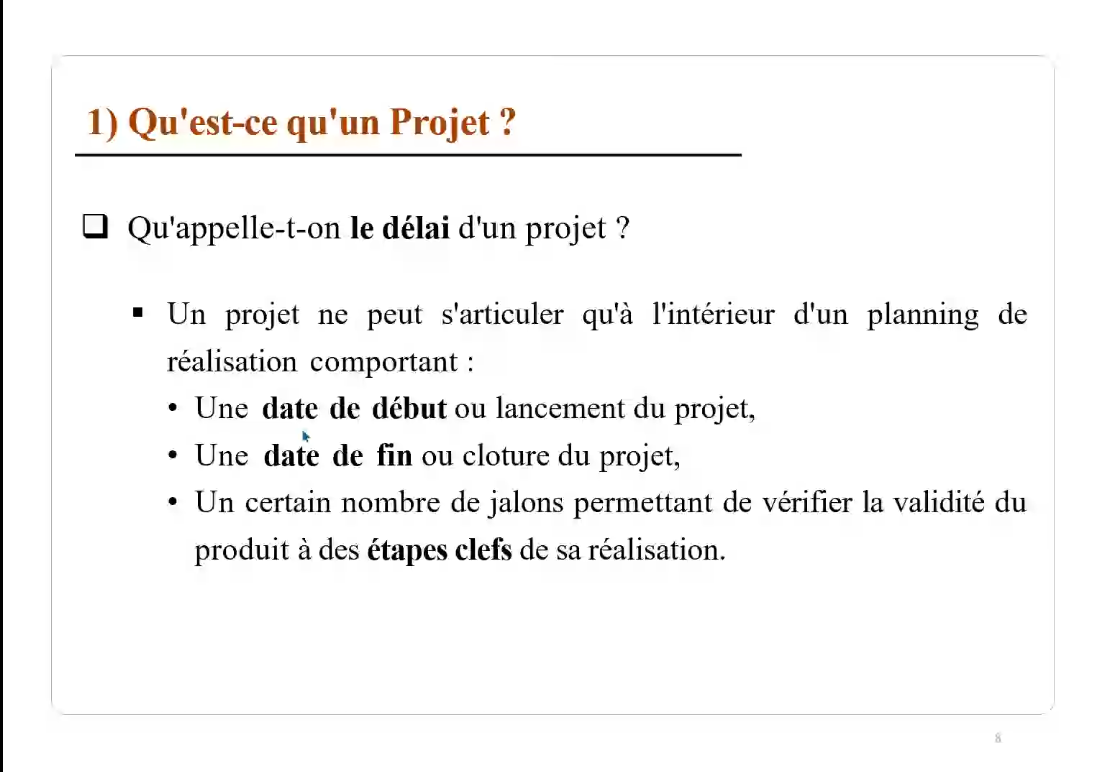 1) Qu'est-ce qu'un Projet ?
❑ Qu'appelle-t-on le délai d'un projet ?
▪ Un projet ne peut s'articuler qu'à l'intérieur d'un planning de
réalisation comportant :
• Une date de début ou lancement du projet,
• Une date de fin ou cloture du projet,
• Un certain nombre de jalons permettant de vérifier la validité du
produit à des étapes clefs de sa réalisation.
8